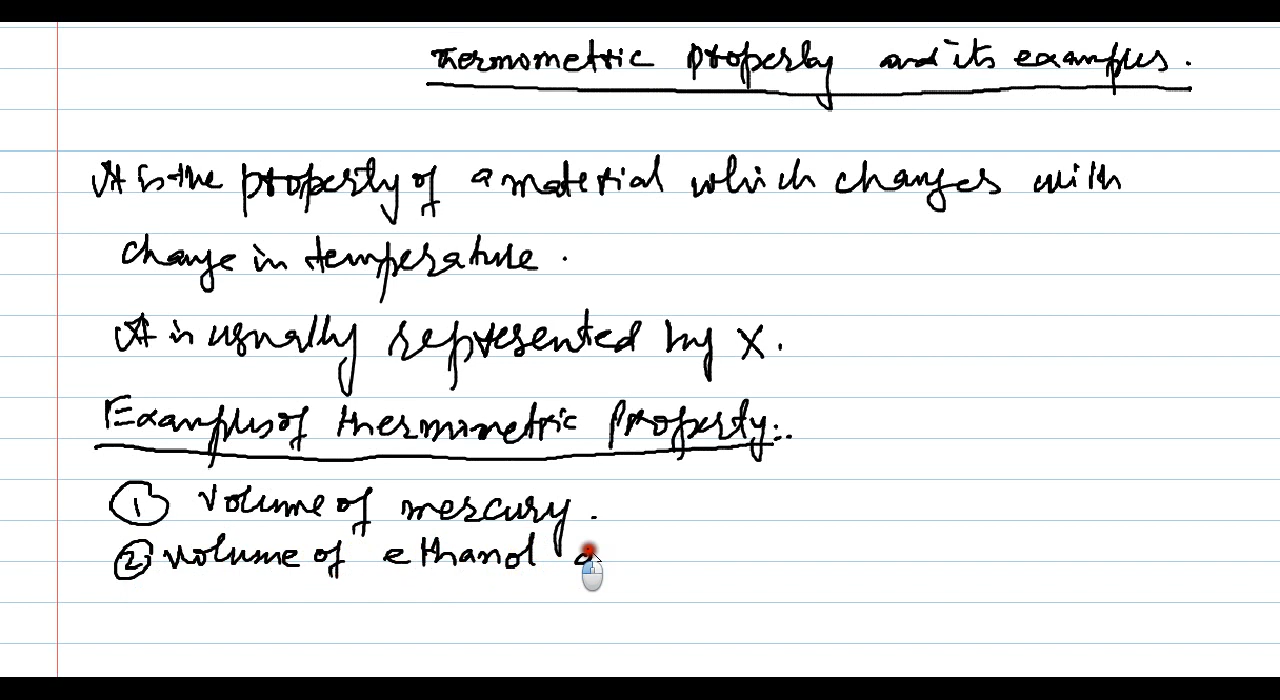 Thermometric Property and its examples.
It is the property of a material which changes with
change in temperature.
It is usually represented by X.
Examples of thermometric Property:.
① Volume of mercury.
② Volume of ethanol